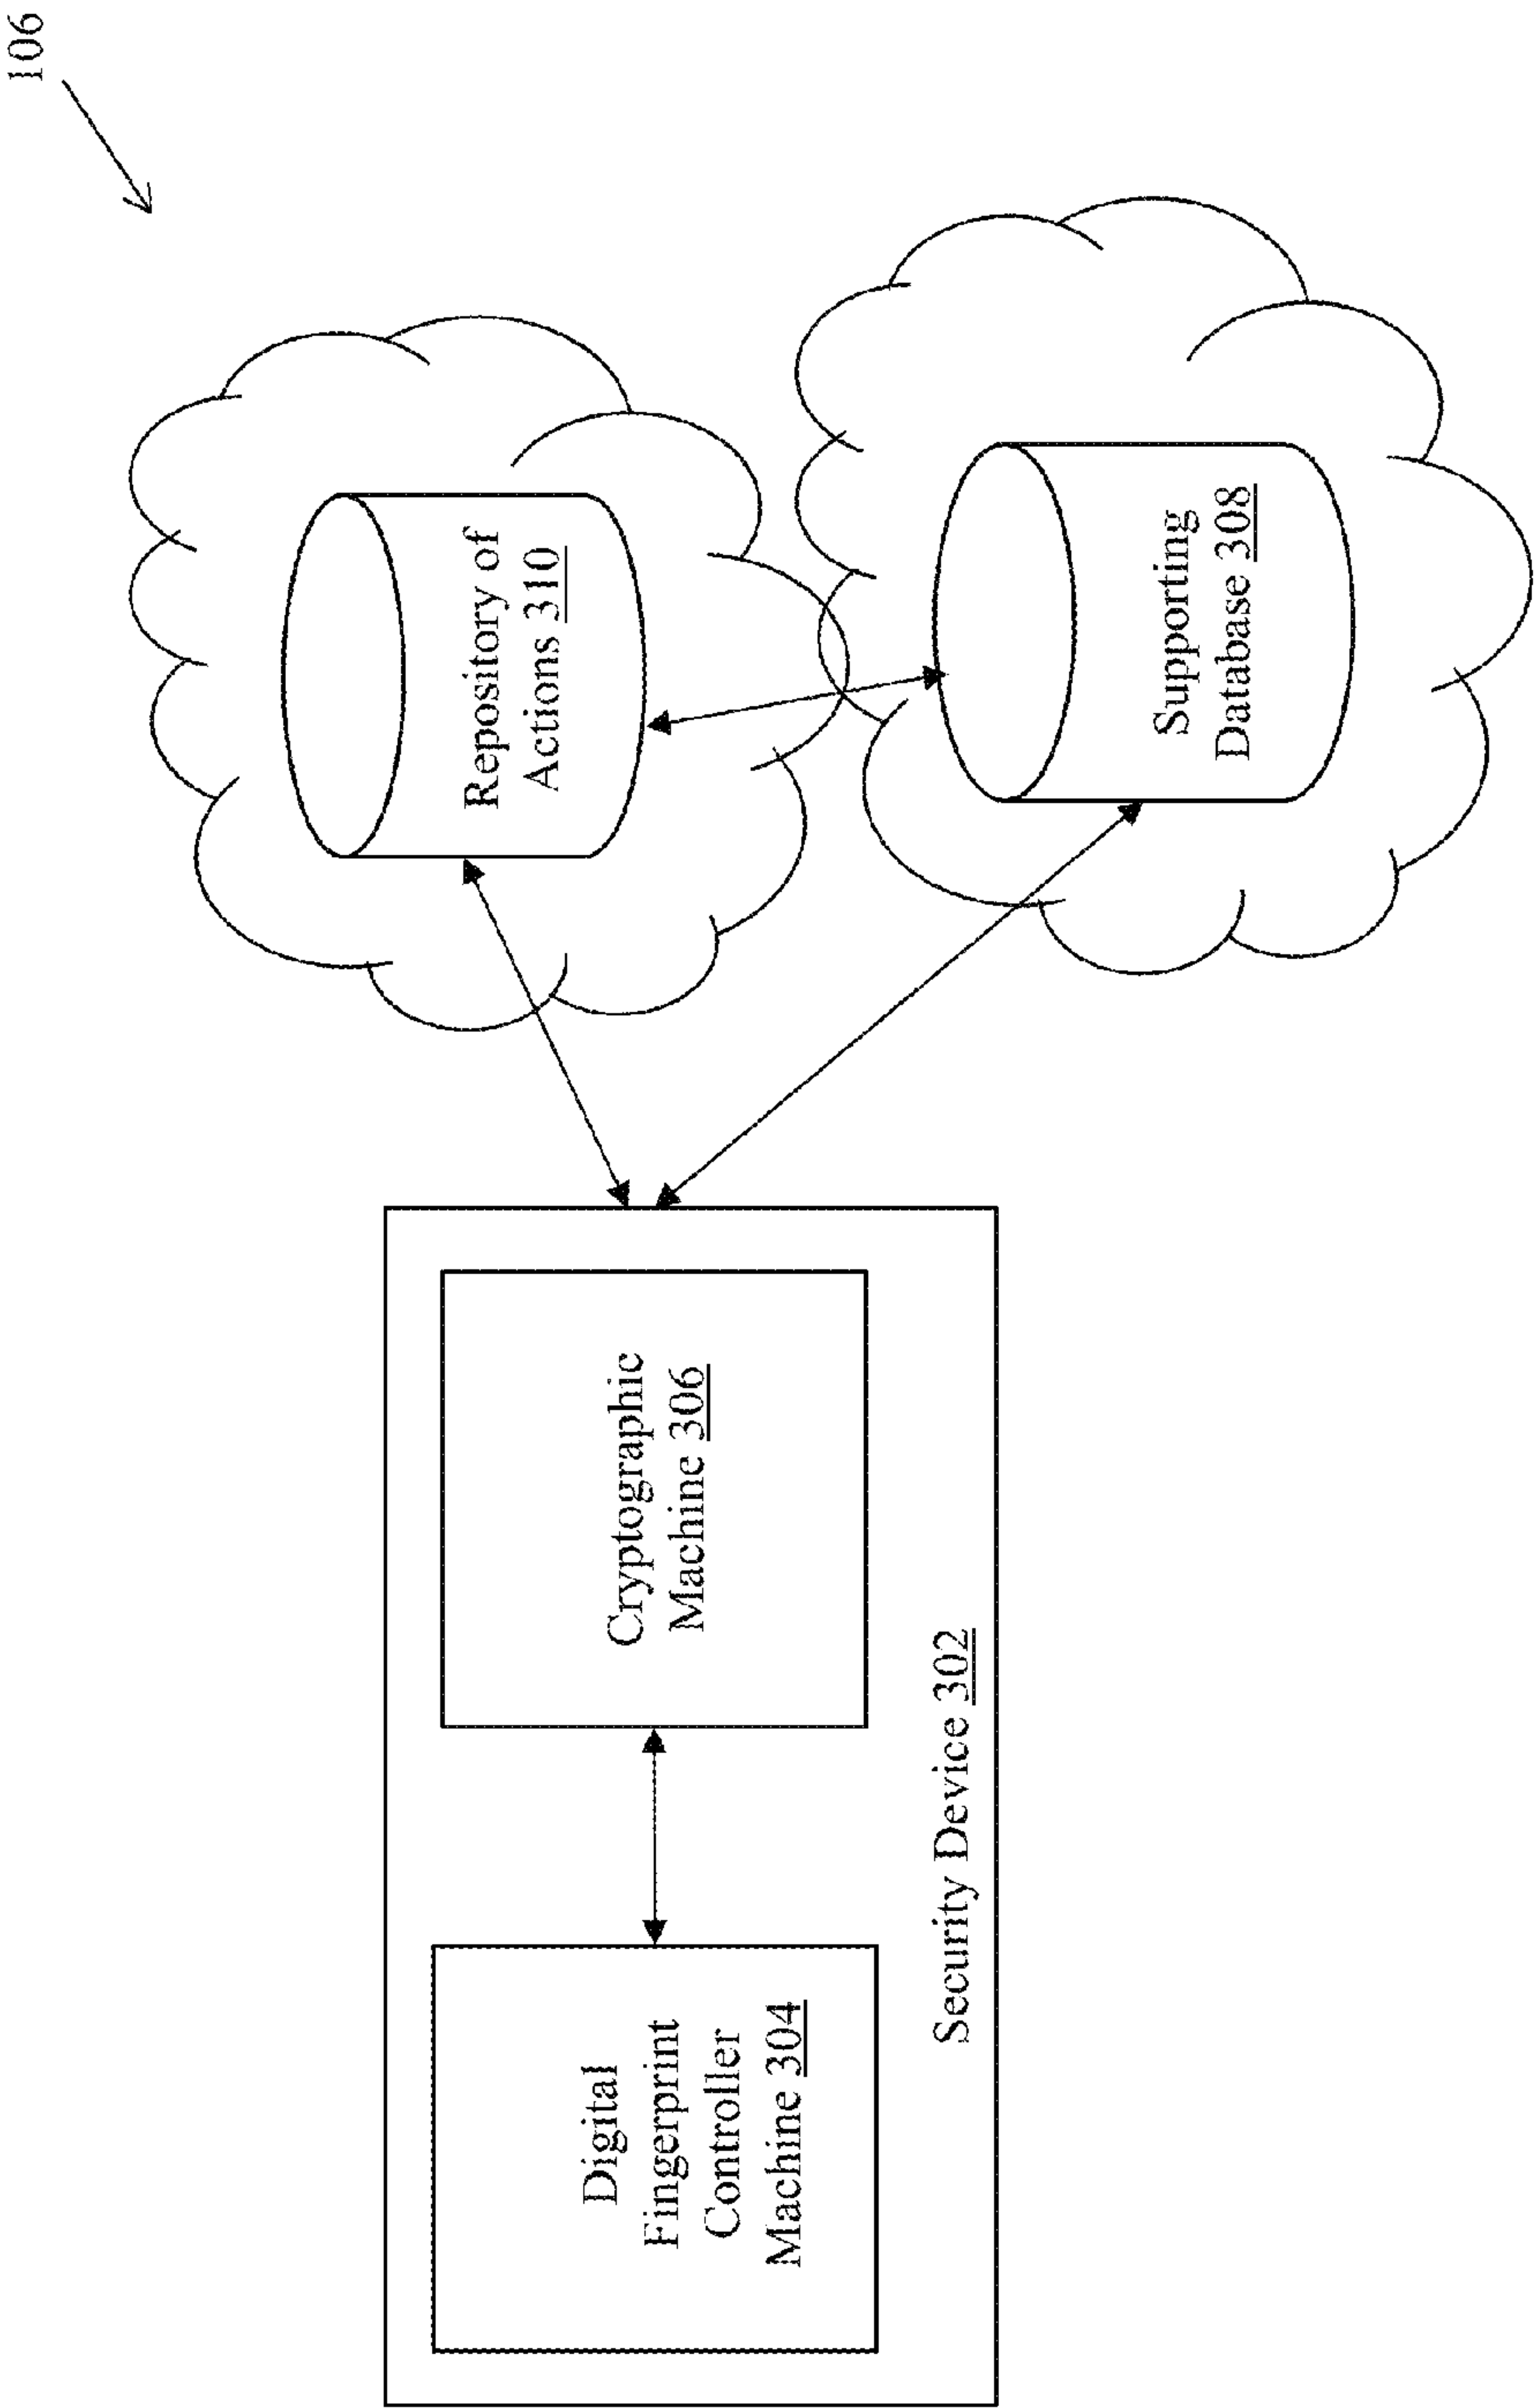 106
Repository of
Actions 310
Supporting
Database 308
Cryptographic
Machine 306
Digital
Fingerprint
Controller
Machine 304
Security Device 302